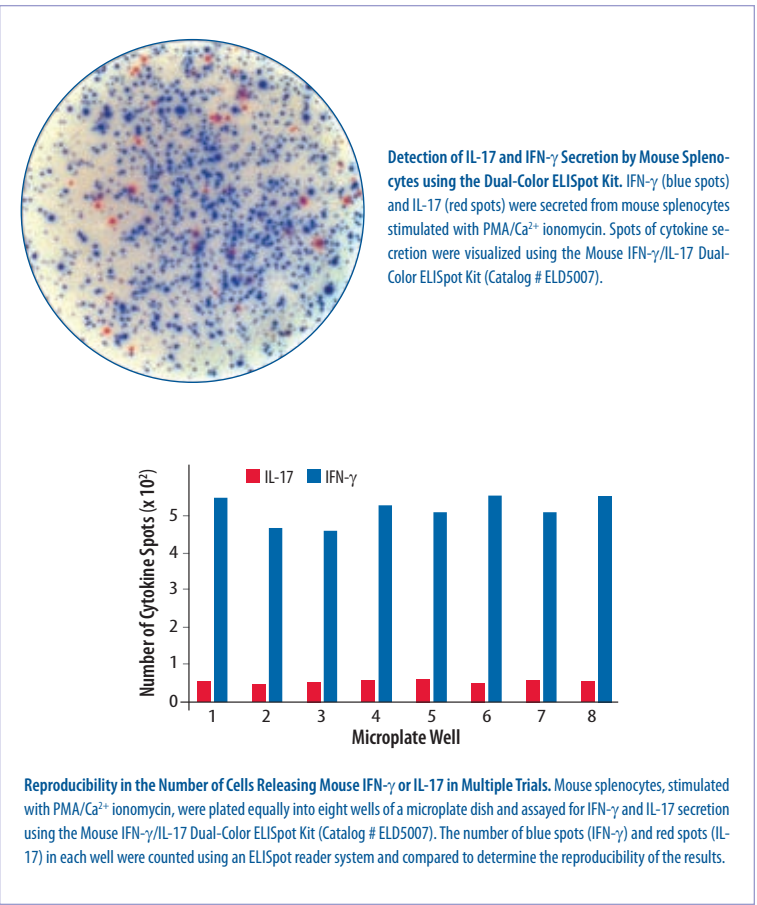 Detection of IL-17 and IFN-γ Secretion by Mouse Spleno-
cytes using the Dual-Color ELISpot Kit. IFN-γ (blue spots)
and IL-17 (red spots) were secreted from mouse splenocytes
stimulated with PMA/Ca²⁺ ionomycin. Spots of cytokine se-
cretion were visualized using the Mouse IFN-γ/IL-17 Dual-
Color ELISpot Kit (Catalog # ELD5007).
Number of Cytokine Spots (x 10²)
IL-17 IFN-γ
5
4
3
2
1
0
1 2 3 4 5 6 7 8
Microplate Well
Reproducibility in the Number of Cells Releasing Mouse IFN-γ or IL-17 in Multiple Trials. Mouse splenocytes, stimulated
with PMA/Ca²⁺ ionomycin, were plated equally into eight wells of a microplate dish and assayed for IFN-γ and IL-17 secretion
using the Mouse IFN-γ/IL-17 Dual-Color ELISpot Kit (Catalog # ELD5007). The number of blue spots (IFN-γ) and red spots (IL-
17) in each well were counted using an ELISpot reader system and compared to determine the reproducibility of the results.